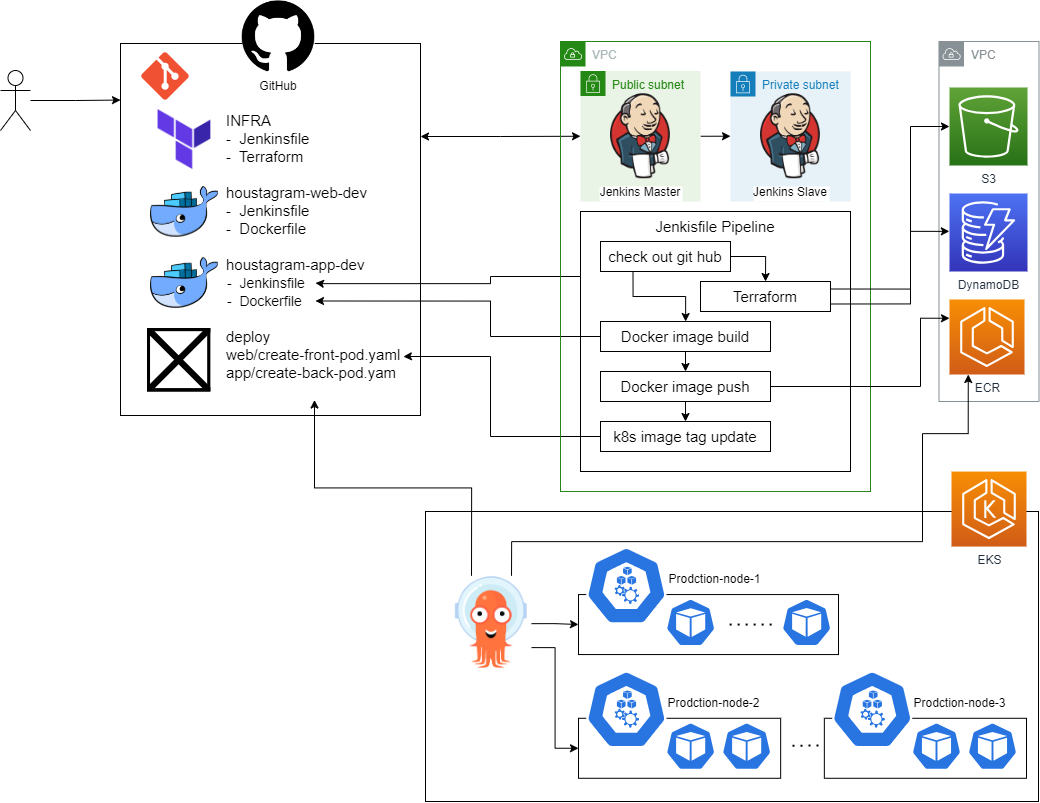 GitHub
INFRA
- Jenkinsfile
- Terraform
houstagram-web-dev
- Jenkinsfile
- Dockerfile
houstagram-app-dev
- Jenkinsfile
- Dockerfile
deploy
web/create-front-pod.yaml
app/create-back-pod.yam
VPC
Public subnet
Private subnet
Jenkins Master
Jenkins Slave
Jenkisfile Pipeline
check out git hub
Terraform
Docker image build
Docker image push
k8s image tag update
VPC
S3
DynamoDB
ECR
K
EKS
Prodction-node-1
Prodction-node-2
Prodction-node-3